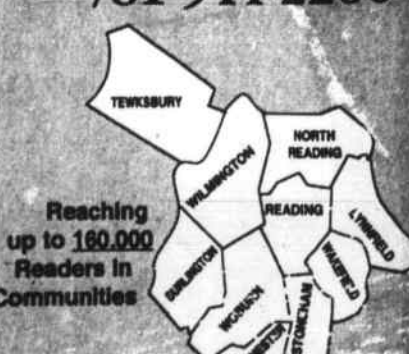 TEWKSBURY
NORTH
READING
WILMINGTON
READING
LYNNFIELD
Reaching
up to 160,000
Readers in
Communities
BURLINGTON
WAKEFIELD
WOBURN
STONEHAM